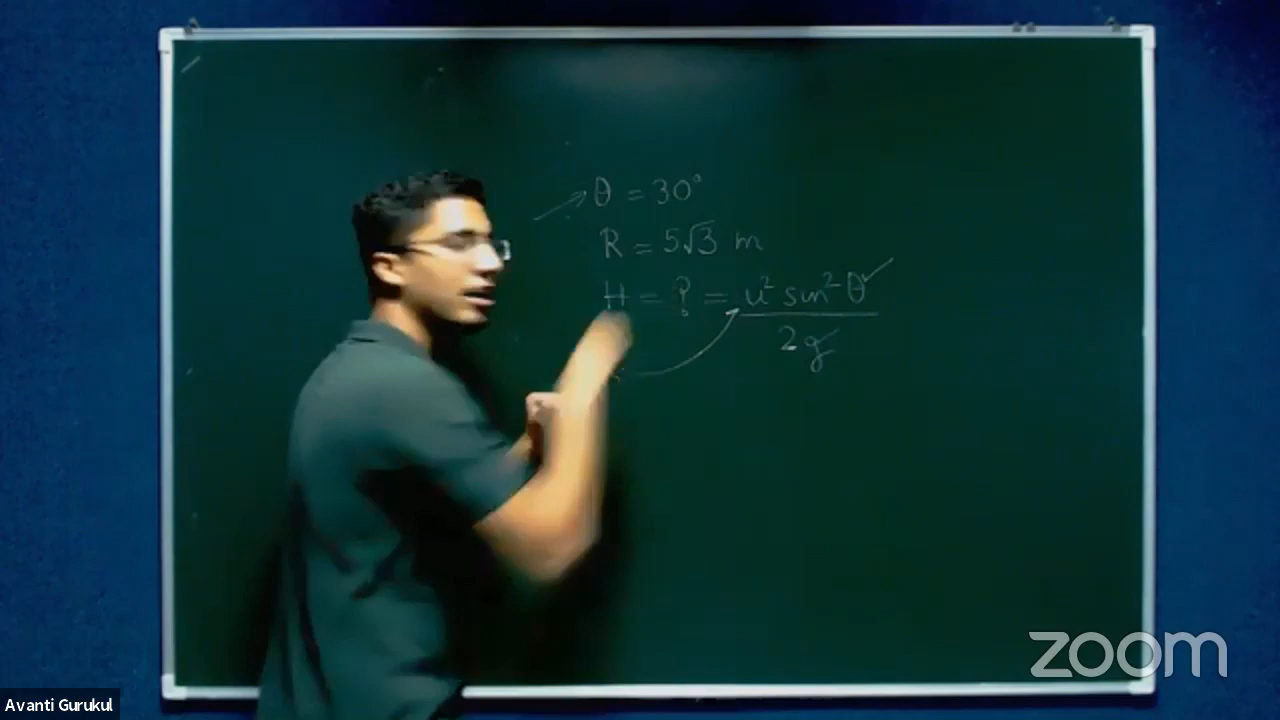 θ = 30°
R = 5√3 m
H = ? = u² sin² θ
2g
zoom
Avanti Gurukul